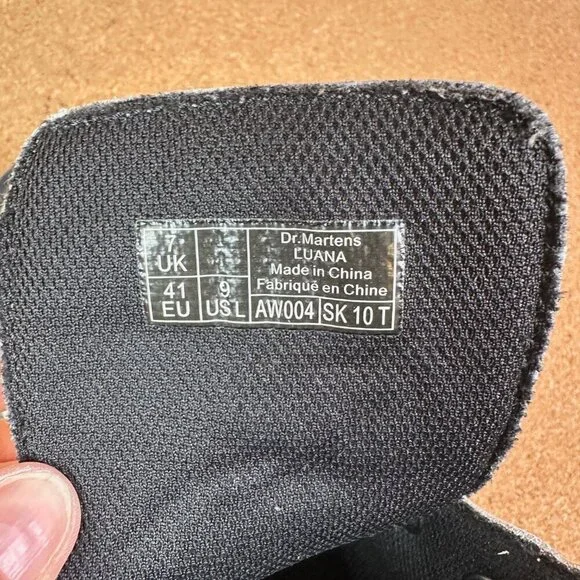 7
UK
41
EU
9
US L
Dr.Martens
LUANA
Made in China
Fabriqué en Chine
AW004
SK 10 T